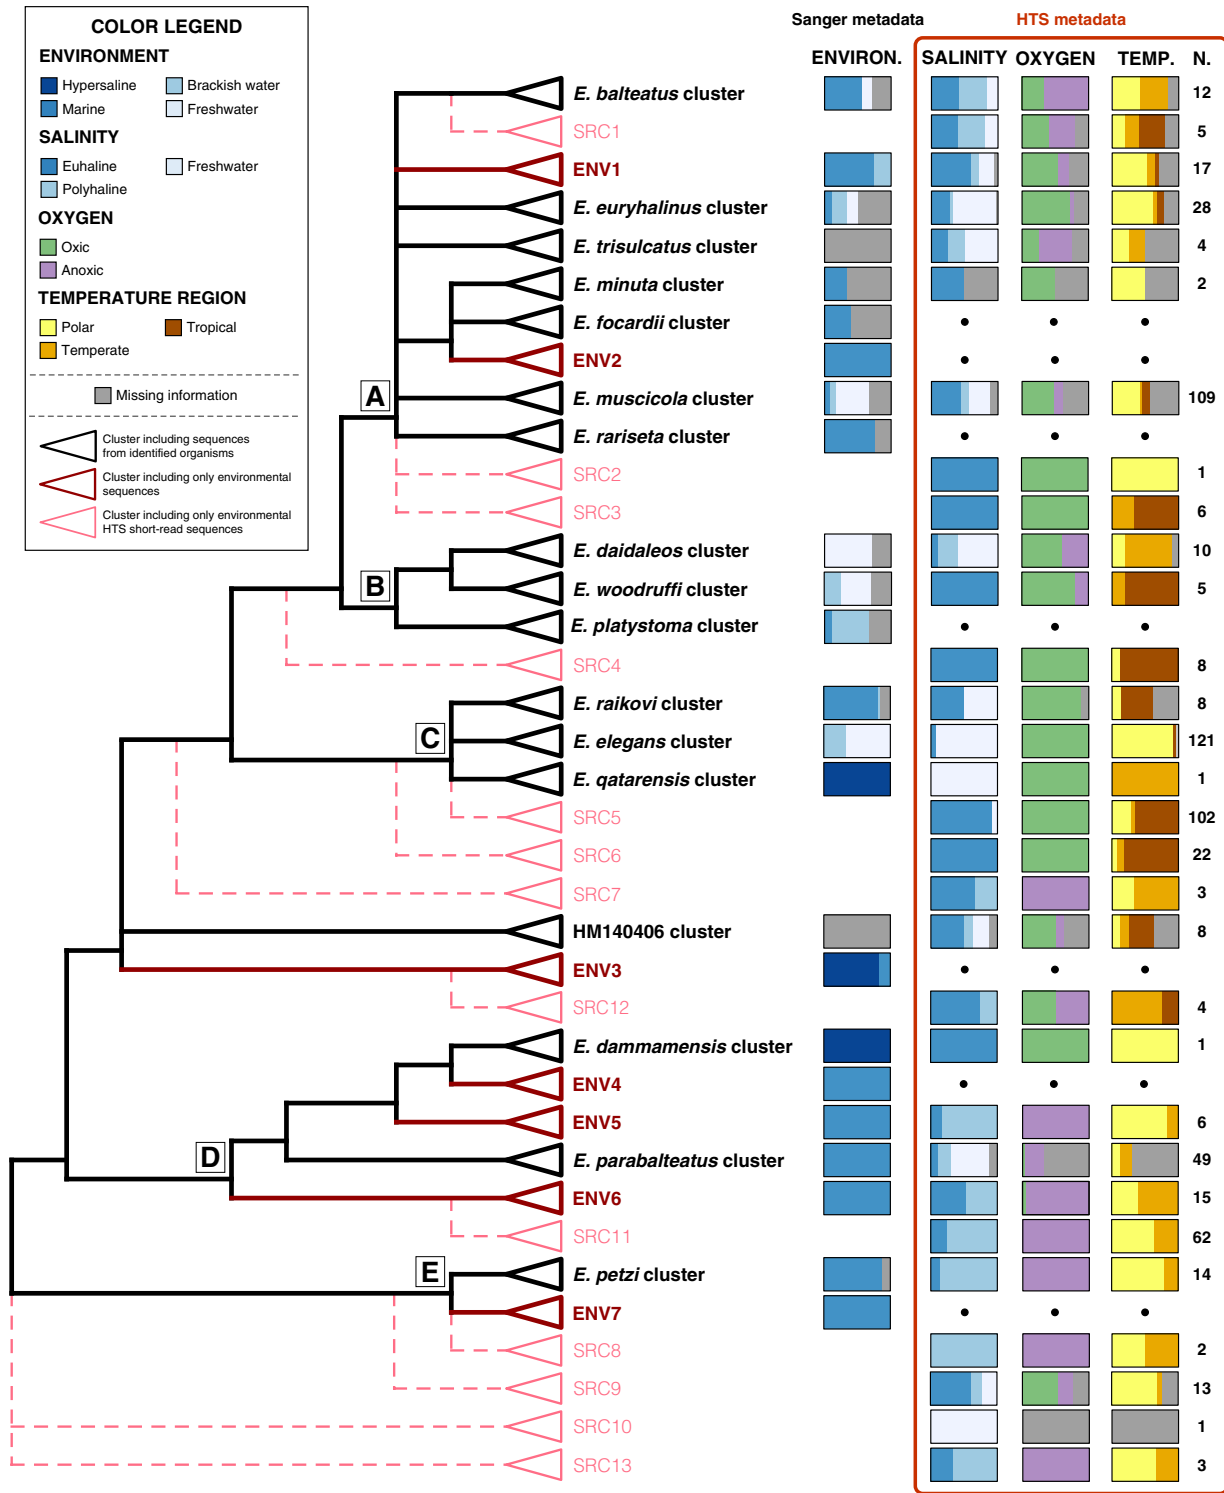 COLOR LEGEND
ENVIRONMENT
Hypersaline
Brackish water
Marine
Freshwater
SALINITY
Euhaline
Freshwater
Polyhaline
OXYGEN
Oxic
Anoxic
TEMPERATURE REGION
Polar
Tropical
Temperate
Missing information
Cluster including sequences
from identified organisms
Cluster including only environmental
sequences
Cluster including only environmental
HTS short-read sequences
Sanger metadata
HTS metadata
ENVIRON.
SALINITY
OXYGEN
TEMP.
N.
E. balteatus cluster
12
SRC1
5
ENV1
17
E. euryhalinus cluster
28
E. trisulcatus cluster
4
E. minuta cluster
2
E. focardii cluster
ENV2
A
E. muscicola cluster
109
E. rariseta cluster
SRC2
1
SRC3
6
E. daidaleos cluster
10
B
E. woodruffi cluster
5
E. platystoma cluster
SRC4
8
E. raikovi cluster
8
C
E. elegans cluster
121
E. qatarensis cluster
1
SRC5
102
SRC6
22
SRC7
3
HM140406 cluster
8
ENV3
SRC12
4
E. dammamensis cluster
1
ENV4
ENV5
6
D
E. parabalteatus cluster
49
ENV6
15
SRC11
62
E
E. petzi cluster
14
ENV7
SRC8
2
SRC9
13
SRC10
1
SRC13
3